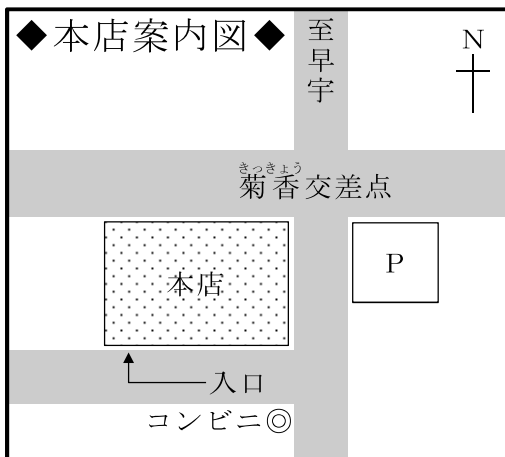 ◆本店案内図◆
至早宇
N
きっきょう
菊香交差点
本店
P
入口
コンビニ◎